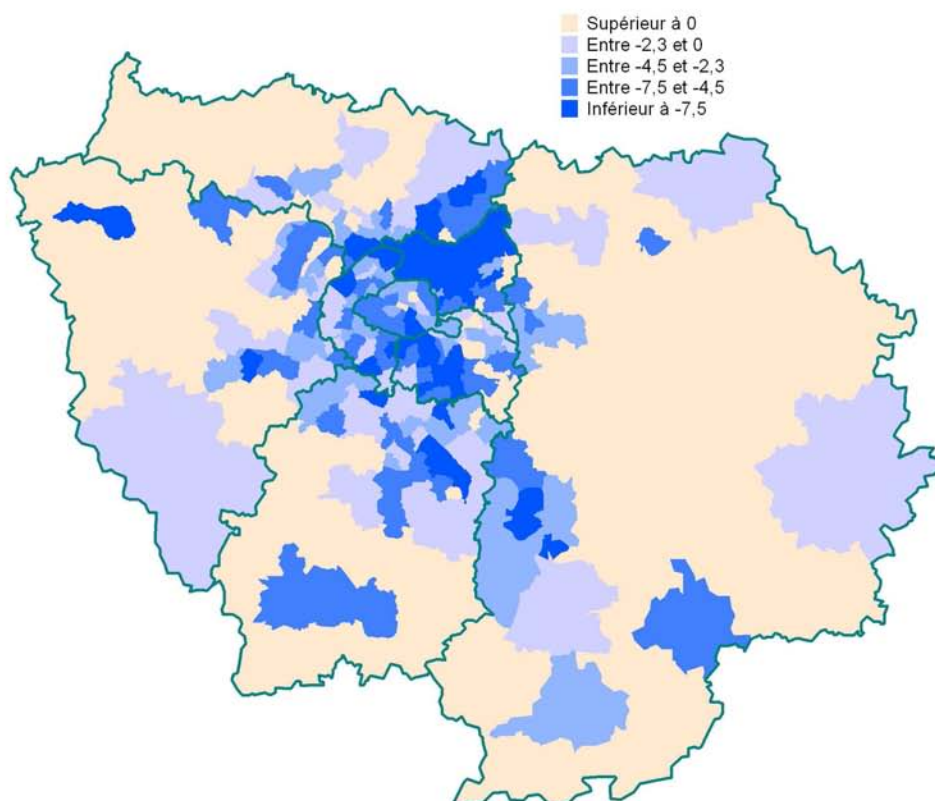 Supérieur à 0
Entre -2,3 et 0
Entre -4,5 et -2,3
Entre -7,5 et -4,5
Inférieur à -7,5